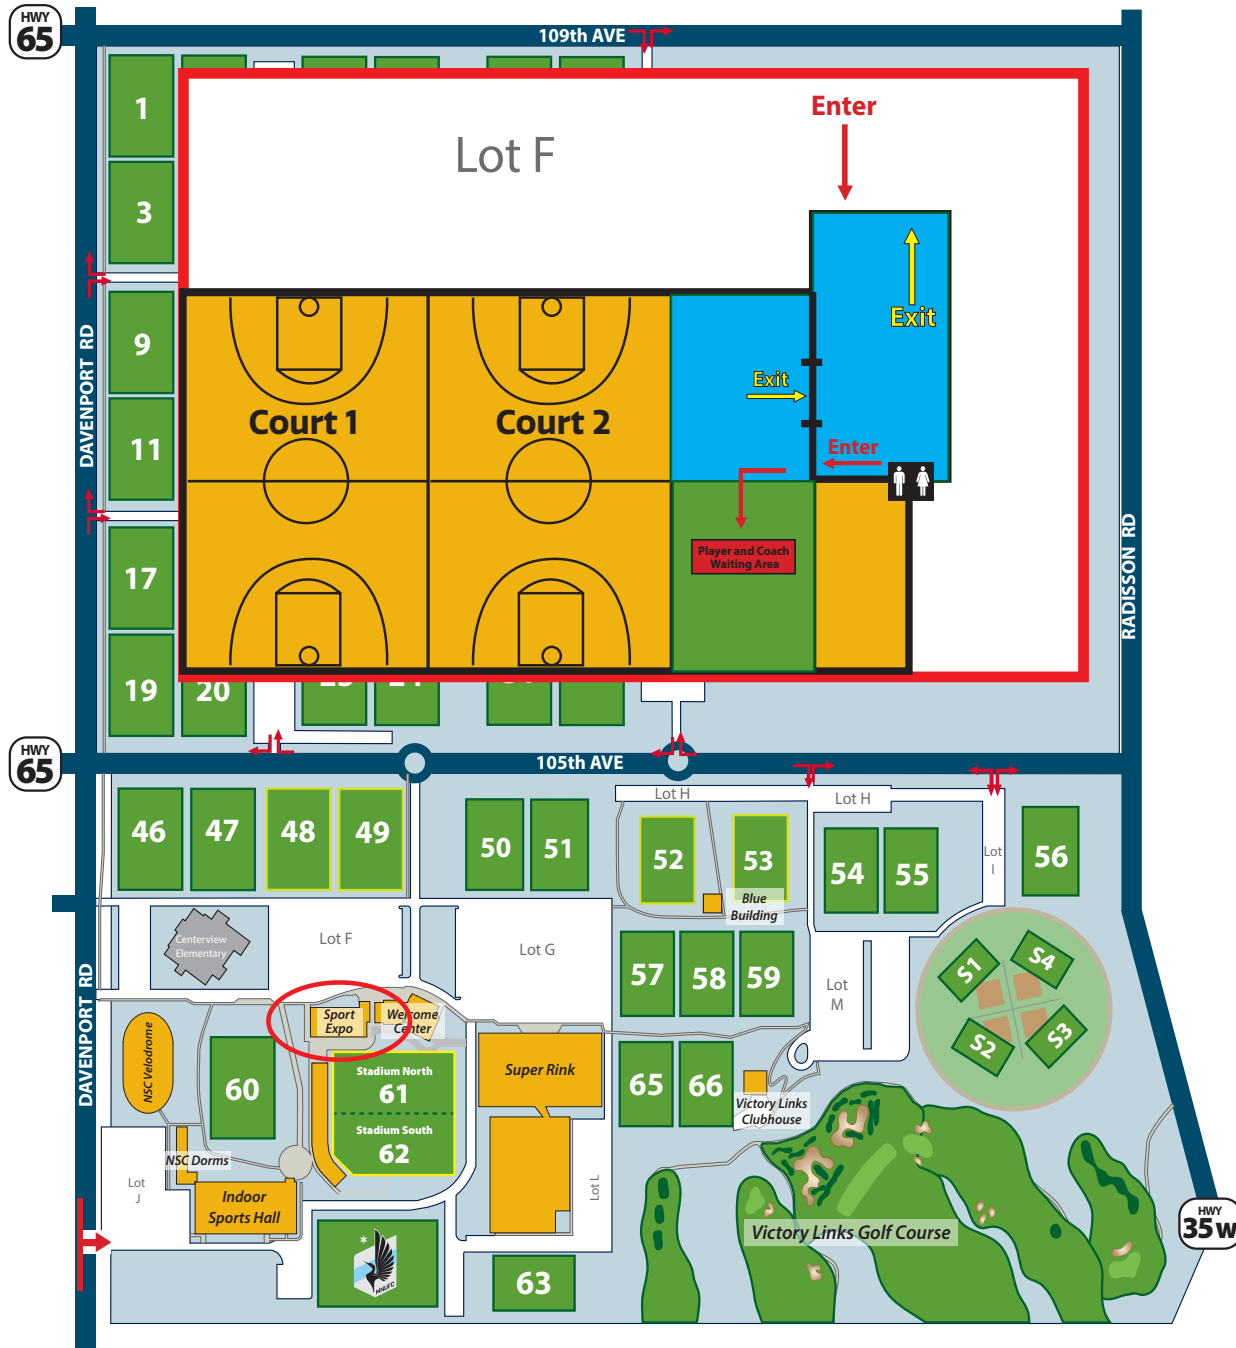 HWY
65
109th AVE
Enter
Lot F
1
3
9
11
17
19
20
DAVENPORT RD
Exit
Exit
Court 1
Court 2
Enter
Player and Coach
Waiting Area
RADISSON RD
HWY
65
105th AVE
Lot H
Lot H
46
47
48
49
50
51
52
53
54
55
Lot
I
56
Blue
Building
Centerview
Elementary
Lot F
Lot G
57
58
59
Lot
M
S1
S4
S2
S3
DAVENPORT RD
NSC Velodrome
Sport
Expo
Welcome
Center
60
Stadium North
61
Stadium South
62
Super Rink
65
66
Victory Links
Clubhouse
NSC Dorms
Lot
J
Indoor
Sports Hall
Lot L
Victory Links Golf Course
HWY
35W
MNUFC
63